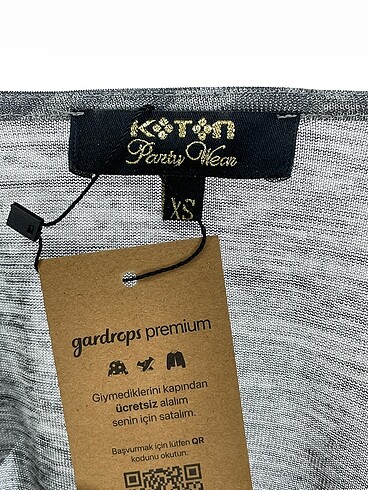 KOTON
Party Wear
XS
gardrops premium
Giymediklerini kapından
ücretsiz alalım
senin için satalım.
Başvurmak için lütfen QR
kodunu okutun.